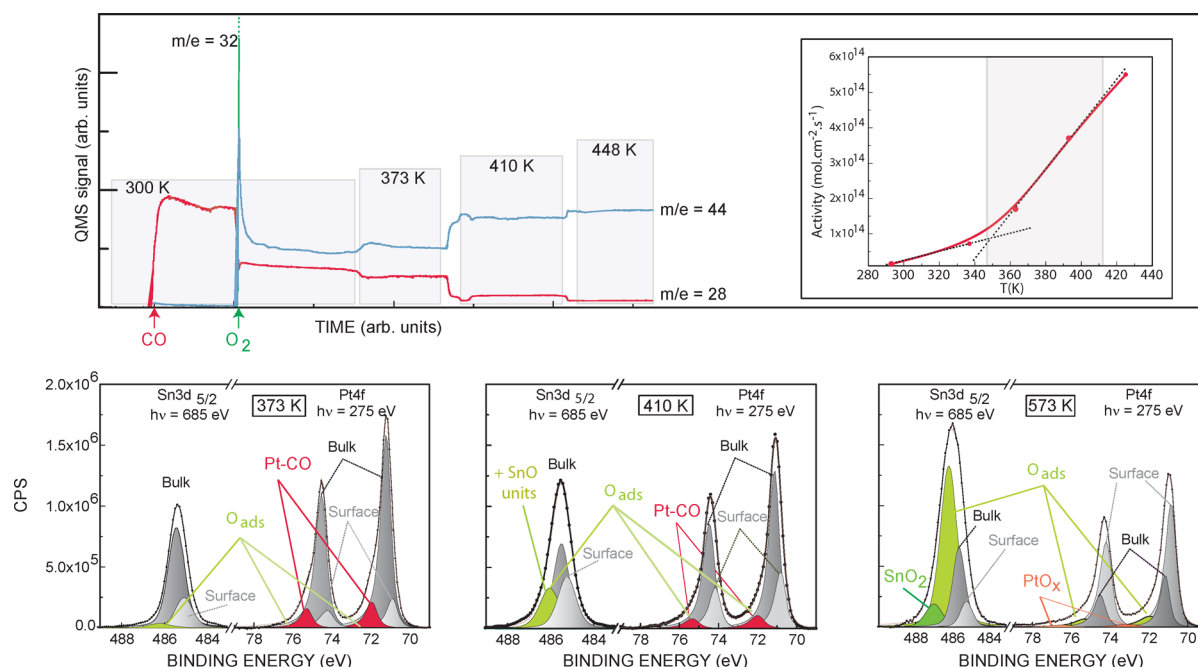 m/e = 32
QMS signal (arb. units)
300 K
373 K
410 K
448 K
m/e = 44
m/e = 28
TIME (arb. units)
CO
O2
Activity (mol.cm-2.s-1)
6x10^14
5x10^14
4x10^14
3x10^14
2x10^14
1x10^14
280 300 320 340 360 380 400 420 440
T(K)
CPS
2.0x10^6
1.5x10^6
1.0x10^6
5.0x10^5
0.0
Sn3d 5/2
hν = 685 eV
373 K
Pt4f
hν = 275 eV
Bulk
Pt-CO
Bulk
Oads
Surface
Surface
488 486 484 78 76 74 72 70
BINDING ENERGY (eV)
Sn3d 5/2
hν = 685 eV
410 K
Pt4f
hν = 275 eV
+ SnO
units
Bulk
Oads
Bulk
Pt-CO
Surface
Surface
488 486 484 78 76 74 72 70
BINDING ENERGY (eV)
Sn3d 5/2
hν = 685 eV
573 K
Pt4f
hν = 275 eV
Oads
Surface
Bulk
Surface
Bulk
SnO2
PtOx
488 486 484 78 76 74 72 70
BINDING ENERGY (eV)